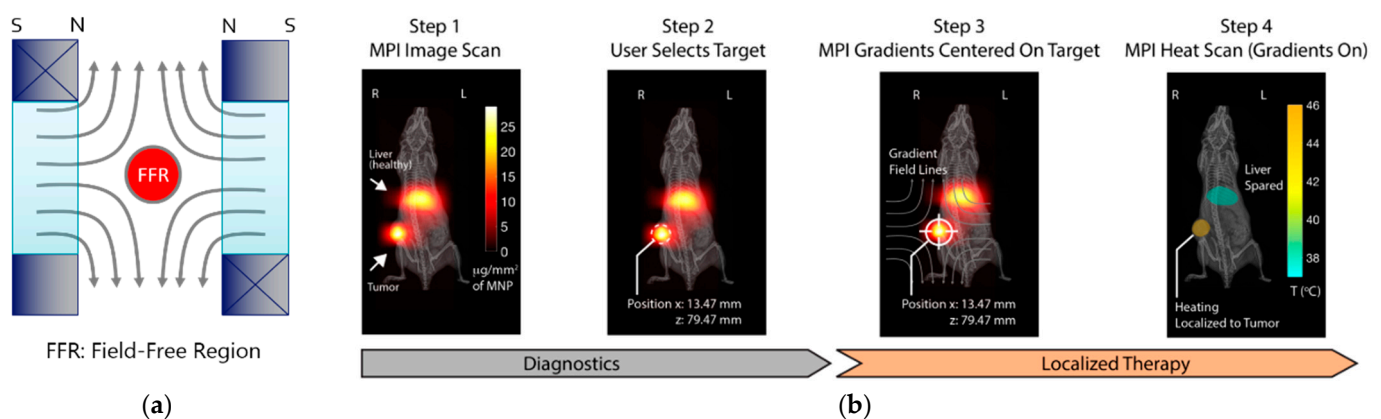 S N N S
FFR
FFR: Field-Free Region
(a)
Step 1
MPI Image Scan
R L
Liver
(healthy)
Tumor
25
20
15
10
5
0
μg/mm²
of MNP
Step 2
User Selects Target
R L
Position x: 13.47 mm
z: 79.47 mm
Step 3
MPI Gradients Centered On Target
R L
Gradient
Field Lines
Position x: 13.47 mm
z: 79.47 mm
Step 4
MPI Heat Scan (Gradients On)
R L
Liver
Spared
Heating
Localized to Tumor
46
44
42
40
38
T (°C)
Diagnostics
Localized Therapy
(b)